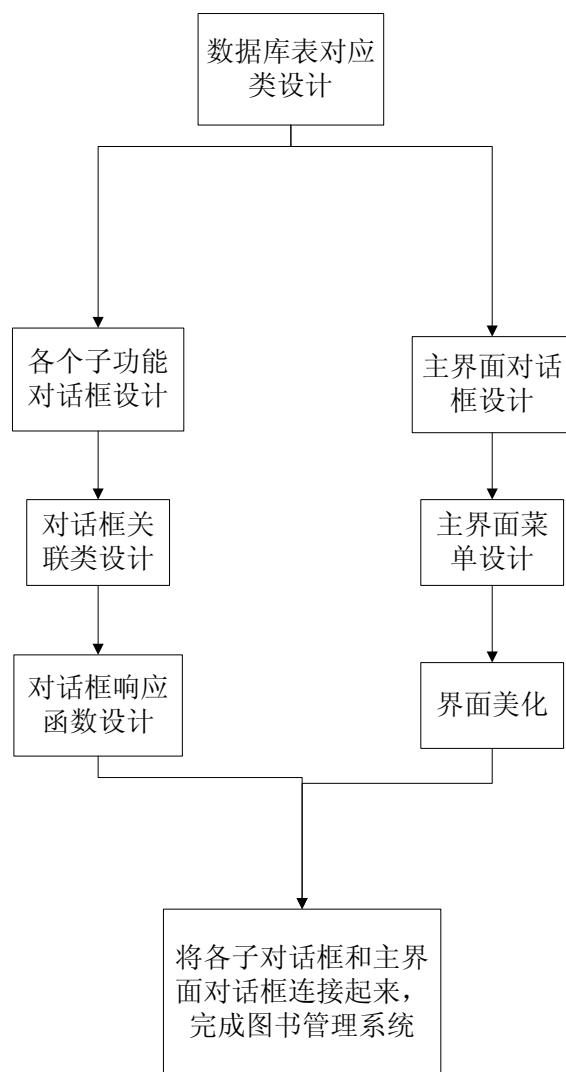 数据库表对应
类设计
各个子功能
对话框设计
主界面对话
框设计
对话框关
联类设计
主界面菜
单设计
对话框响应
函数设计
界面美化
将各子对话框和主界
面对话框连接起来，
完成图书管理系统